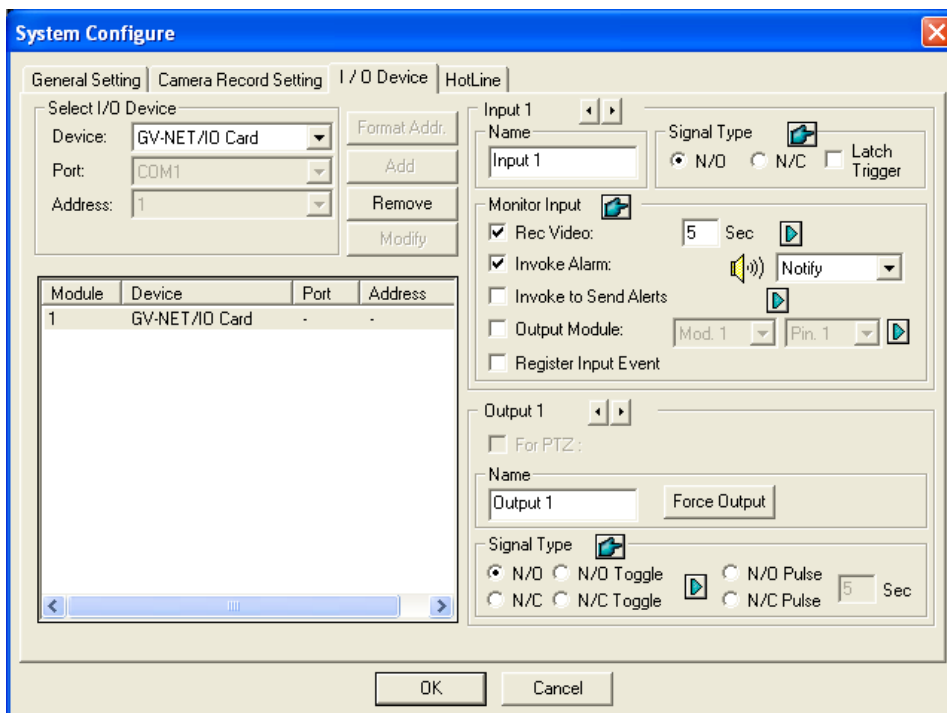 System Configure
General Setting
Camera Record Setting
I / O Device
HotLine
Select I/O Device
Device:
GV-NET/IO Card
Port:
COM1
Address:
1
Format Addr.
Add
Remove
Modify
Module Device Port Address
1 GV-NET/IO Card - -
Input 1
Name
Input 1
Signal Type
N/O
N/C
Latch
Trigger
Monitor Input
Rec Video: 5 Sec
Invoke Alarm: Notify
Invoke to Send Alerts
Output Module: Mod. 1 Pin. 1
Register Input Event
Output 1
For PTZ :
Name
Output 1
Force Output
Signal Type
N/O N/O Toggle N/O Pulse
N/C N/C Toggle N/C Pulse
5 Sec
OK
Cancel